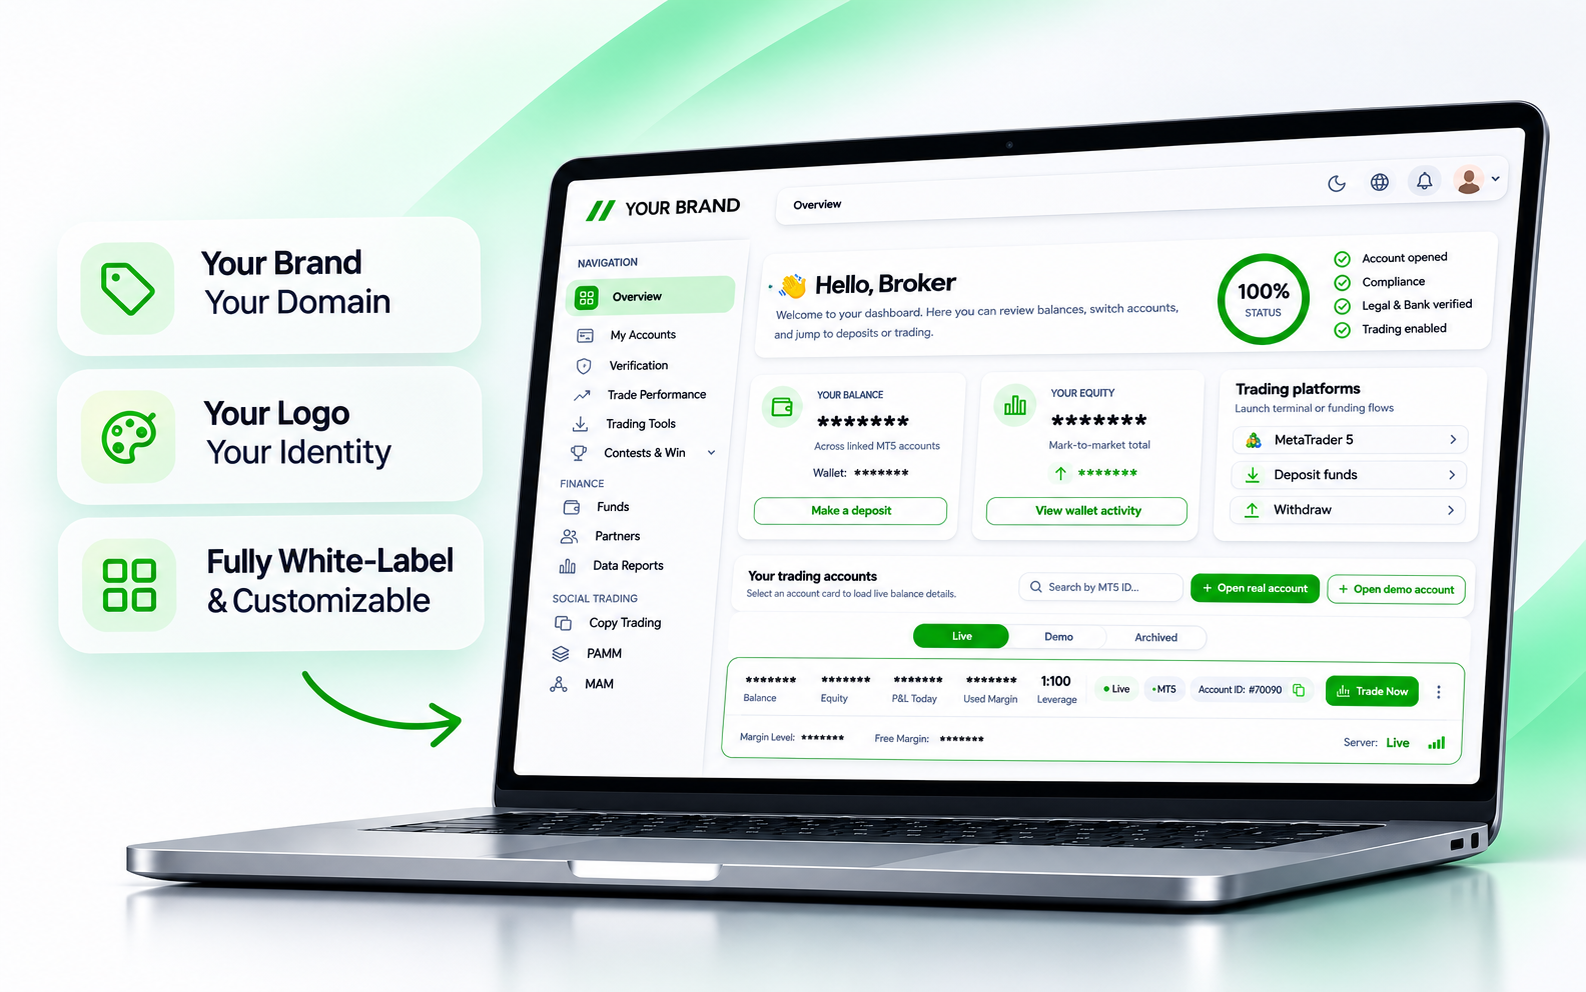 Your Brand
Your Domain
Your Logo
Your Identity
Fully White-Label
& Customizable
YOUR BRAND
Overview
NAVIGATION
Overview
My Accounts
Verification
Trade Performance
Trading Tools
Contests & Win
FINANCE
Funds
Partners
Data Reports
SOCIAL TRADING
Copy Trading
PAMM
MAM
Hello, Broker
Welcome to your dashboard. Here you can review balances, switch accounts,
and jump to deposits or trading.
100%
STATUS
Account opened
Compliance
Legal & Bank verified
Trading enabled
YOUR BALANCE
*******
Across linked MT5 accounts
Wallet: *******
Make a deposit
YOUR EQUITY
*******
Mark-to-market total
*******
View wallet activity
Trading platforms
Launch terminal or funding flows
MetaTrader 5
Deposit funds
Withdraw
Your trading accounts
Select an account card to load live balance details.
Search by MT5 ID...
+ Open real account
+ Open demo account
Live
Demo
Archived
******* ******* ******* ******* 1:100
Balance Equity P&L Today Used Margin Leverage
Live
MT5
Account ID: #70090
Trade Now
Margin Level: ******* Free Margin: *******
Server: Live